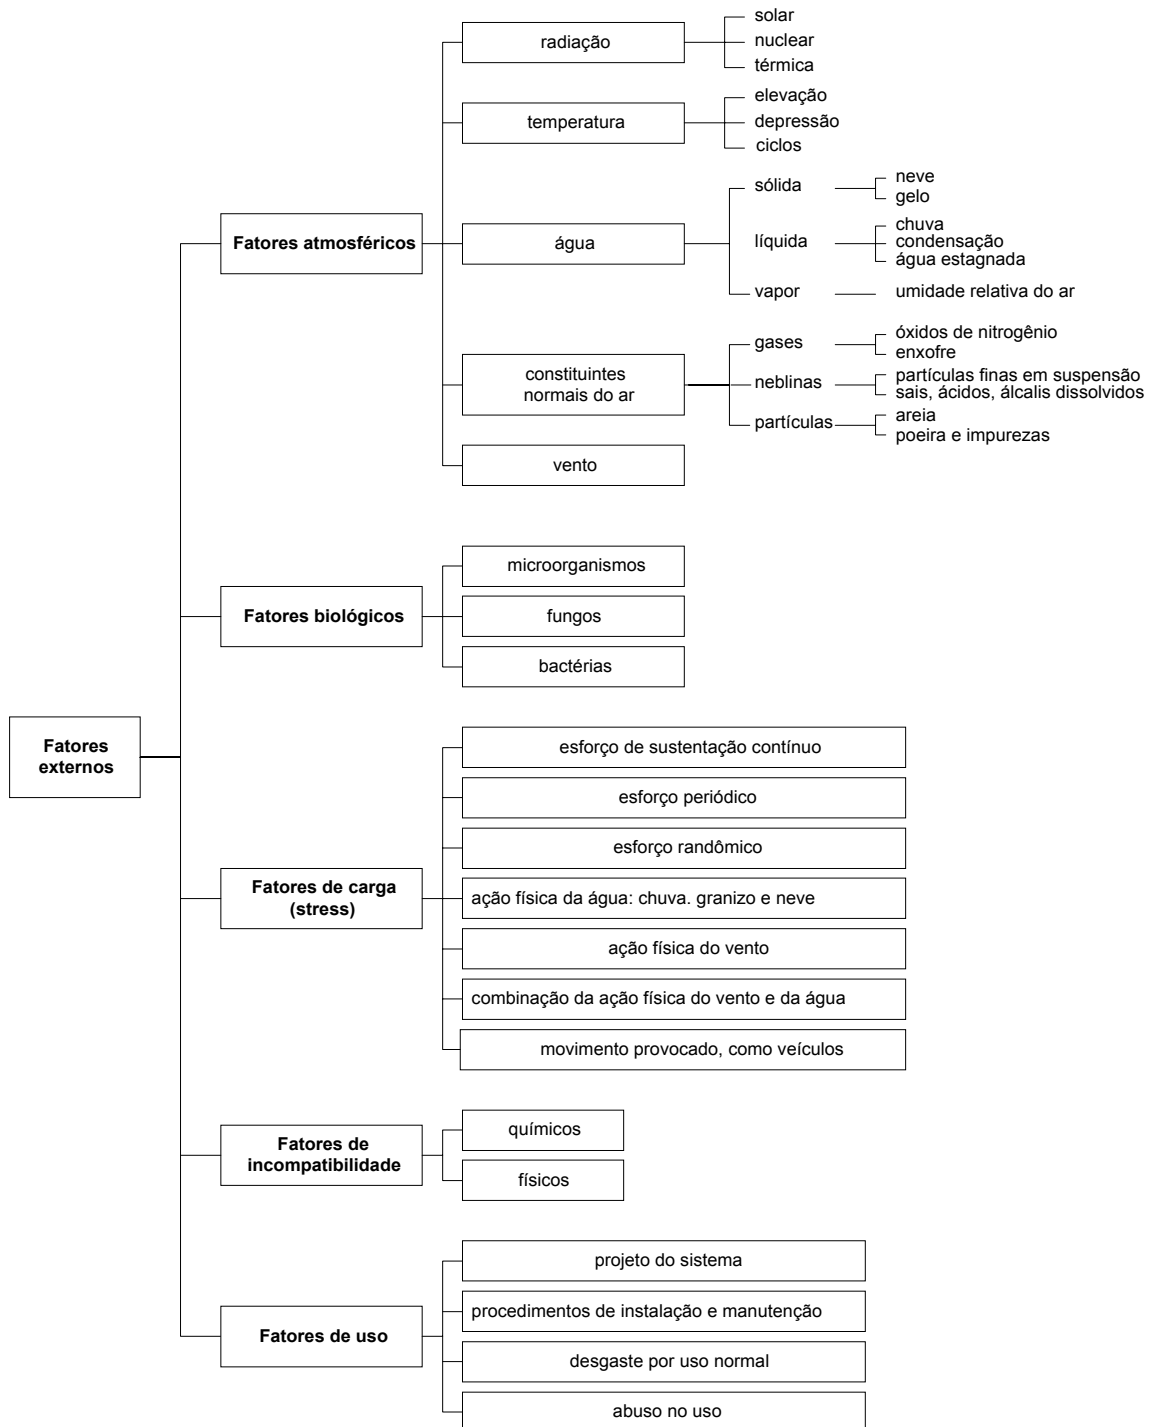 solar
radiação
nuclear
térmica
elevação
temperatura
depressão
ciclos
sólida
neve
gelo
Fatores atmosféricos
água
líquida
chuva
condensação
água estagnada
vapor
umidade relativa do ar
constituintes
normais do ar
gases
óxidos de nitrogênio
enxofre
neblinas
partículas finas em suspensão
sais, ácidos, álcalis dissolvidos
partículas
areia
poeira e impurezas
vento
Fatores biológicos
microorganismos
fungos
bactérias
Fatores
externos
Fatores de carga
(stress)
esforço de sustentação contínuo
esforço periódico
esforço randômico
ação física da água: chuva. granizo e neve
ação física do vento
combinação da ação física do vento e da água
movimento provocado, como veículos
Fatores de
incompatibilidade
químicos
físicos
Fatores de uso
projeto do sistema
procedimentos de instalação e manutenção
desgaste por uso normal
abuso no uso